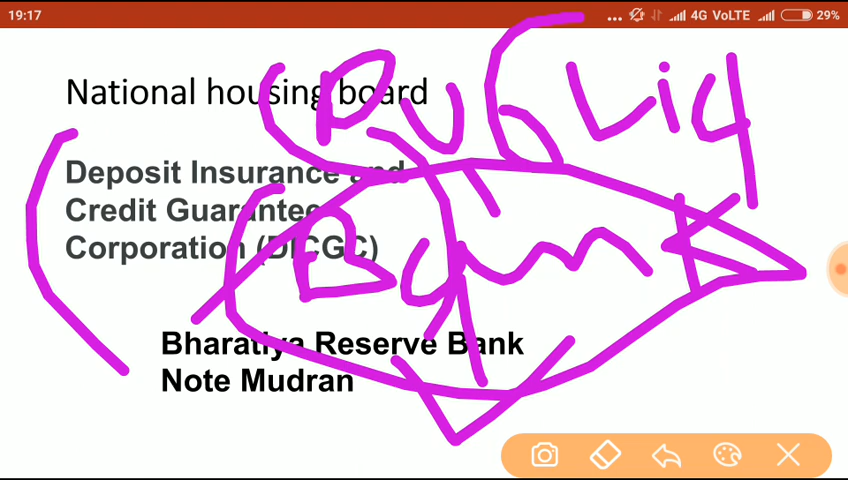 19:17 ... 4G VoLTE 29%
National housing board
Public
Deposit Insurance and
Credit Guarantee
Corporation (DICGC)
Bank
Bharatiya Reserve Bank
Note Mudran